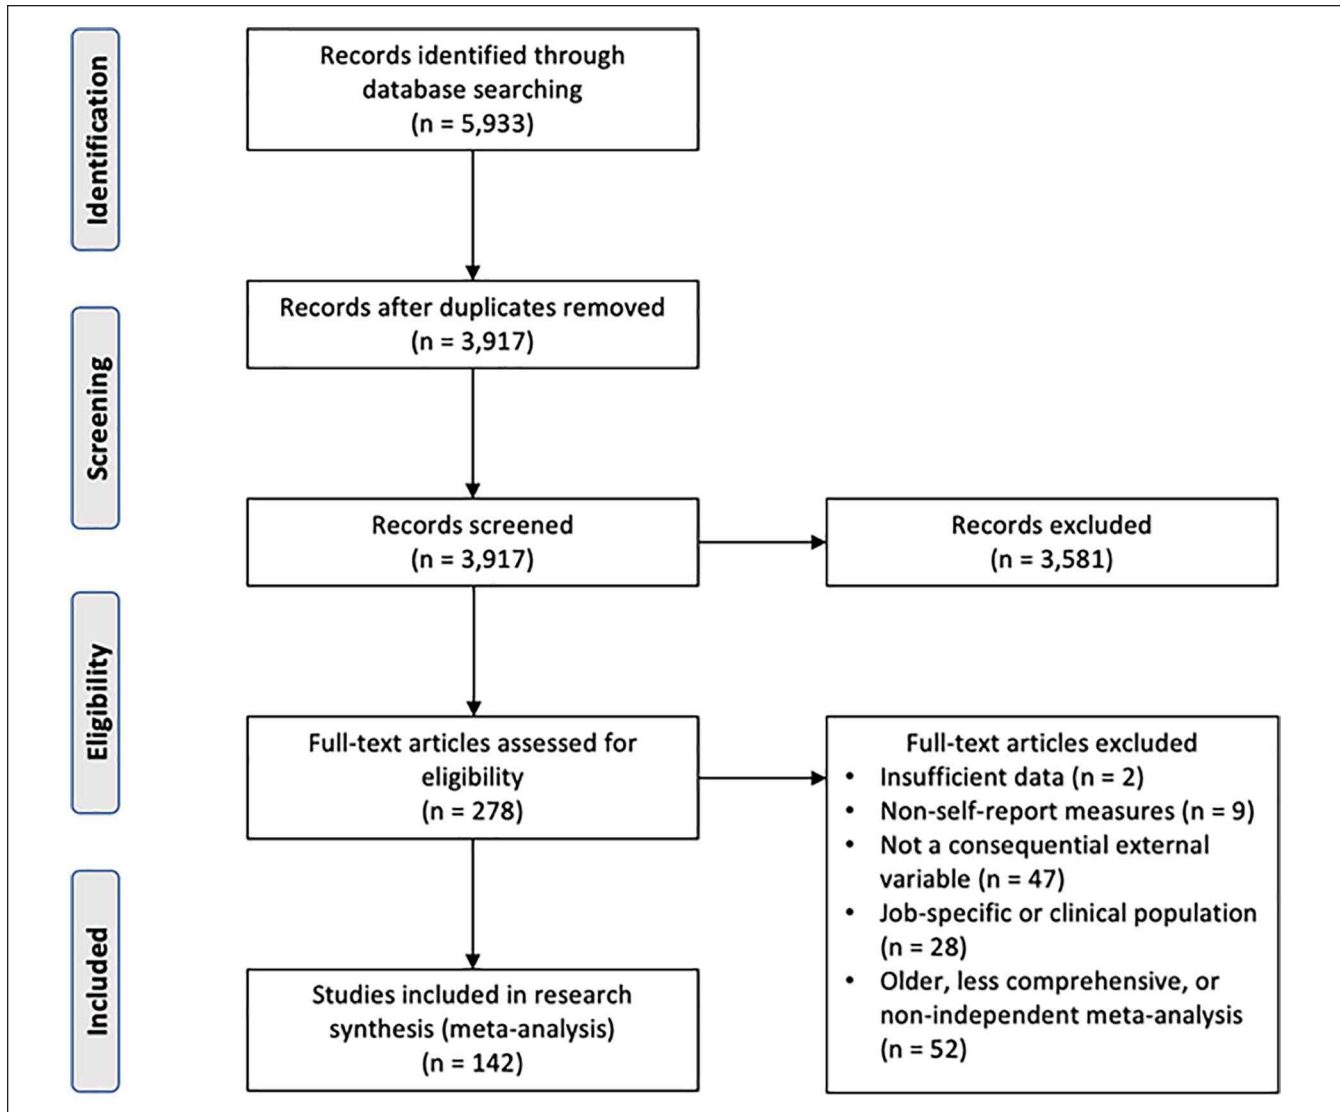 Identification
Records identified through
database searching
(n = 5,933)
Records after duplicates removed
(n = 3,917)
Screening
Records screened
(n = 3,917)
Records excluded
(n = 3,581)
Eligibility
Full-text articles assessed for
eligibility
(n = 278)
Full-text articles excluded
• Insufficient data (n = 2)
• Non-self-report measures (n = 9)
• Not a consequential external
variable (n = 47)
• Job-specific or clinical population
(n = 28)
• Older, less comprehensive, or
non-independent meta-analysis
(n = 52)
Included
Studies included in research
synthesis (meta-analysis)
(n = 142)